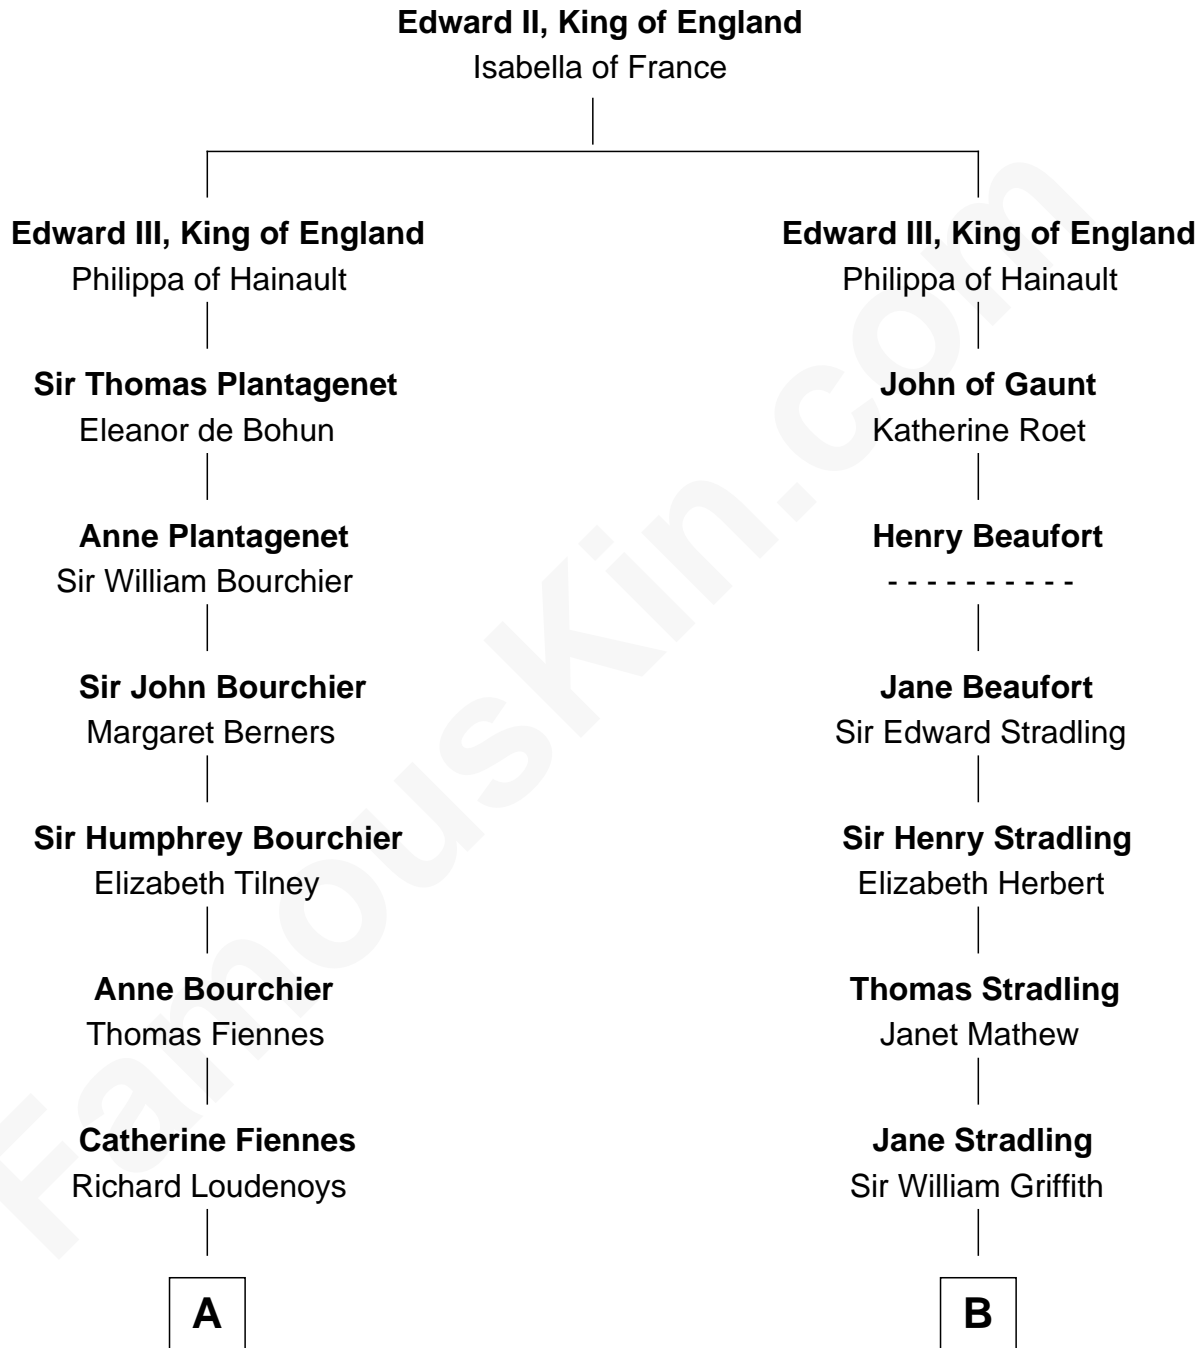 Edward II, King of England
Isabella of France
Edward III, King of England
Philippa of Hainault
Edward III, King of England
Philippa of Hainault
Sir Thomas Plantagenet
Eleanor de Bohun
John of Gaunt
Katherine Roet
Anne Plantagenet
Sir William Bourchier
Henry Beaufort
- - - - - - - - - -
Sir John Bourchier
Margaret Berners
Jane Beaufort
Sir Edward Stradling
Sir Humphrey Bourchier
Elizabeth Tilney
Sir Henry Stradling
Elizabeth Herbert
Anne Bourchier
Thomas Fiennes
Thomas Stradling
Janet Mathew
Catherine Fiennes
Richard Loudenoys
Jane Stradling
Sir William Griffith
A
B
FamousKin.com